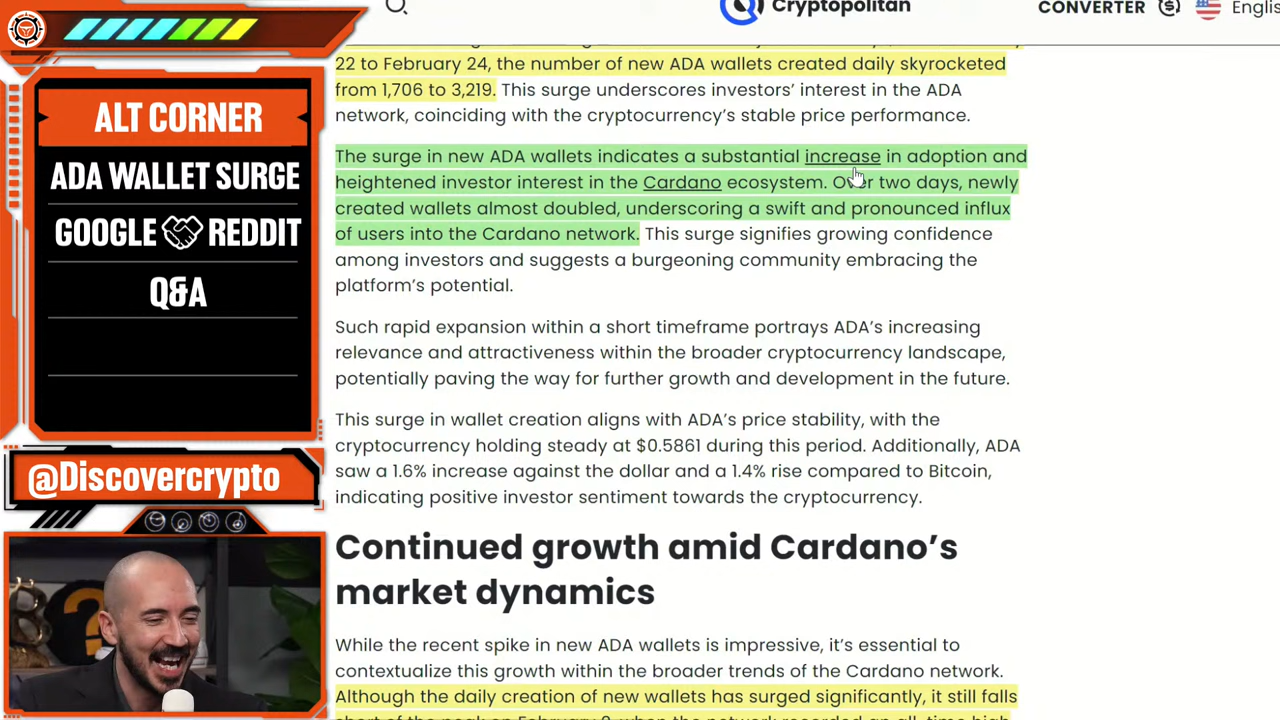 Cryptopolitan
CONVERTER
Englis
ALT CORNER
ADA WALLET SURGE
GOOGLE REDDIT
Q&A
@Discovercrypto
22 to February 24, the number of new ADA wallets created daily skyrocketed
from 1,706 to 3,219. This surge underscores investors’ interest in the ADA
network, coinciding with the cryptocurrency’s stable price performance.
The surge in new ADA wallets indicates a substantial increase in adoption and
heightened investor interest in the Cardano ecosystem. Over two days, newly
created wallets almost doubled, underscoring a swift and pronounced influx
of users into the Cardano network. This surge signifies growing confidence
among investors and suggests a burgeoning community embracing the
platform’s potential.
Such rapid expansion within a short timeframe portrays ADA’s increasing
relevance and attractiveness within the broader cryptocurrency landscape,
potentially paving the way for further growth and development in the future.
This surge in wallet creation aligns with ADA’s price stability, with the
cryptocurrency holding steady at $0.5861 during this period. Additionally, ADA
saw a 1.6% increase against the dollar and a 1.4% rise compared to Bitcoin,
indicating positive investor sentiment towards the cryptocurrency.
Continued growth amid Cardano’s
market dynamics
While the recent spike in new ADA wallets is impressive, it’s essential to
contextualize this growth within the broader trends of the Cardano network.
Although the daily creation of new wallets has surged significantly, it still falls